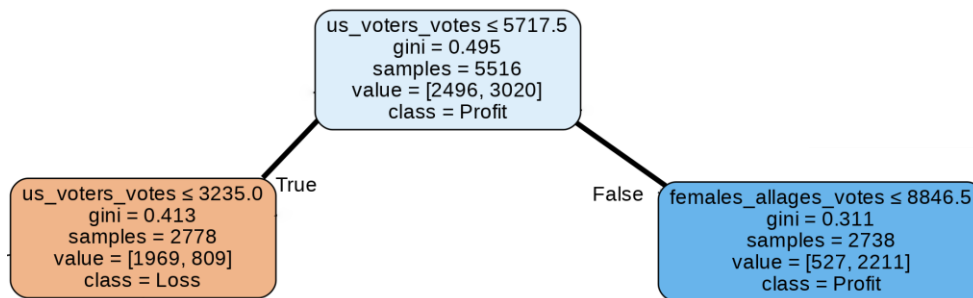 us_voters_votes ≤ 5717.5
gini = 0.495
samples = 5516
value = [2496, 3020]
class = Profit
True
False
us_voters_votes ≤ 3235.0
gini = 0.413
samples = 2778
value = [1969, 809]
class = Loss
females_allages_votes ≤ 8846.5
gini = 0.311
samples = 2738
value = [527, 2211]
class = Profit